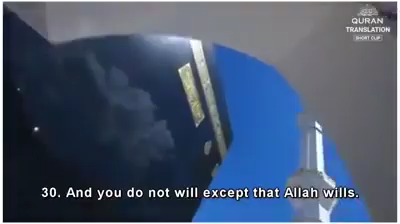 QURAN
TRANSLATION
SHORT CLIP
30. And you do not will except that Allah wills.